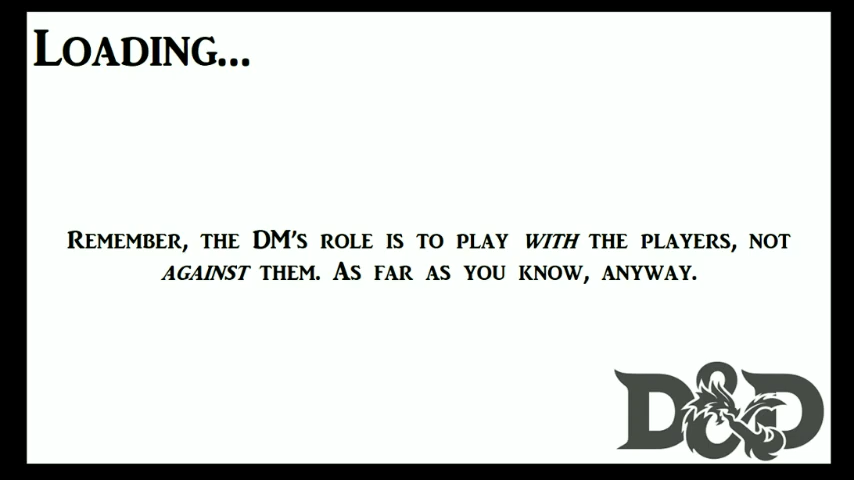 Loading...
Remember, the DM's role is to play with the players, not
against them. As far as you know, anyway.
D&D